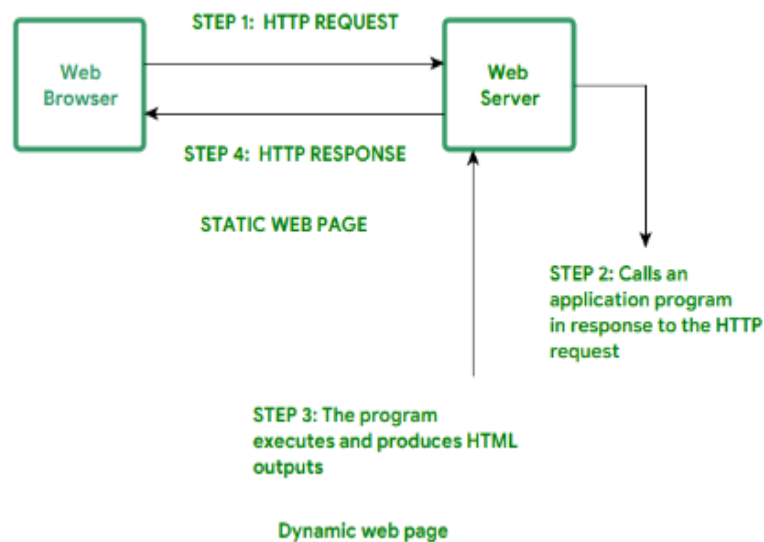 STEP 1: HTTP REQUEST
Web
Browser
Web
Server
STEP 4: HTTP RESPONSE
STATIC WEB PAGE
STEP 2: Calls an
application program
in response to the HTTP
request
STEP 3: The program
executes and produces HTML
outputs
Dynamic web page